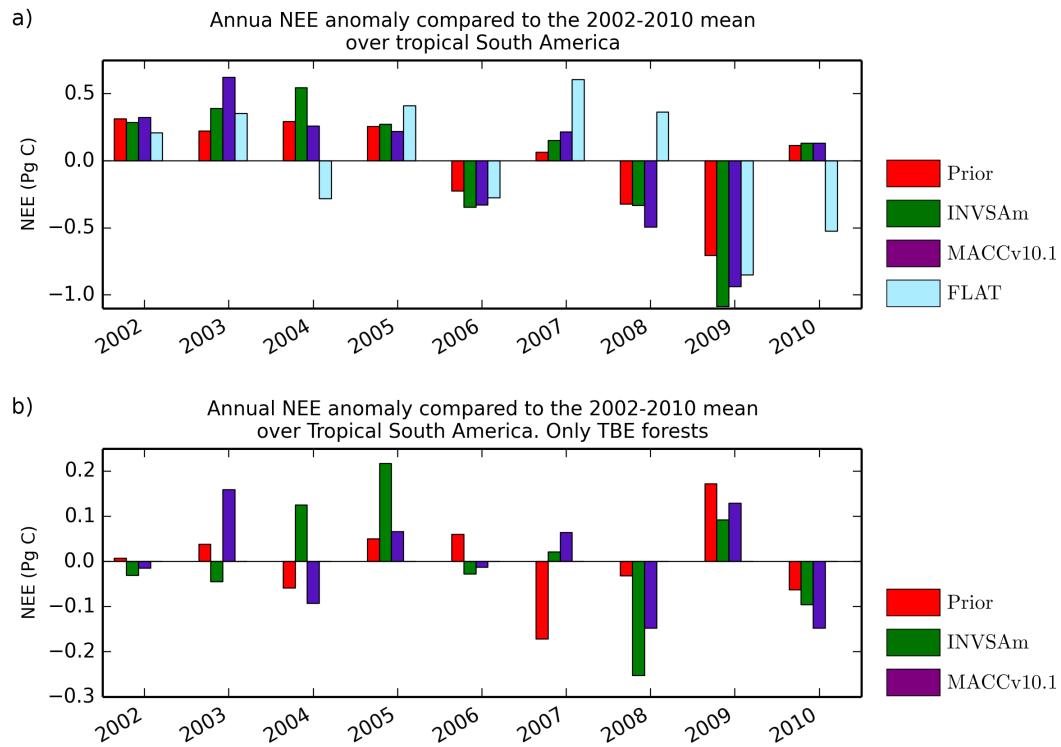 a)
Annua NEE anomaly compared to the 2002-2010 mean
over tropical South America
NEE (Pg C)
0.5
0.0
−0.5
−1.0
2002 2003 2004 2005 2006 2007 2008 2009 2010
Prior
INVSAm
MACCv10.1
FLAT
b)
Annual NEE anomaly compared to the 2002-2010 mean
over Tropical South America. Only TBE forests
NEE (Pg C)
0.2
0.1
0.0
−0.1
−0.2
−0.3
2002 2003 2004 2005 2006 2007 2008 2009 2010
Prior
INVSAm
MACCv10.1